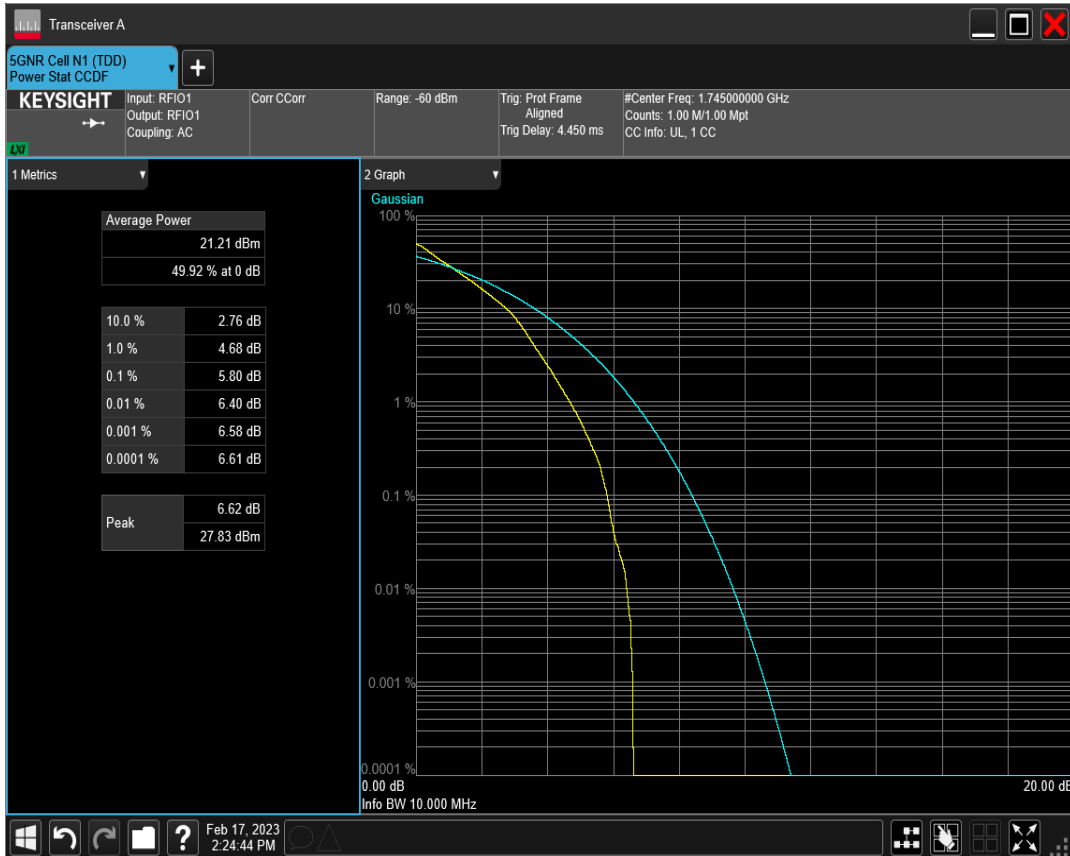 Transceiver A
5GNR Cell N1 (TDD)
Power Stat CCDF
+
KEYSIGHT
LXI
Input: RFIO1
Output: RFIO1
Coupling: AC
Corr CCorr
Range: -60 dBm
Trig: Prot Frame
Aligned
Trig Delay: 4.450 ms
#Center Freq: 1.745000000 GHz
Counts: 1.00 M/1.00 Mpt
CC Info: UL, 1 CC
1 Metrics
Average Power
21.21 dBm
49.92 % at 0 dB
10.0 % 2.76 dB
1.0 % 4.68 dB
0.1 % 5.80 dB
0.01 % 6.40 dB
0.001 % 6.58 dB
0.0001 % 6.61 dB
Peak
6.62 dB
27.83 dBm
2 Graph
Gaussian
100 %
10 %
1 %
0.1 %
0.01 %
0.001 %
0.0001 %
0.00 dB 20.00 dB
Info BW 10.000 MHz
?
Feb 17, 2023
2:24:44 PM